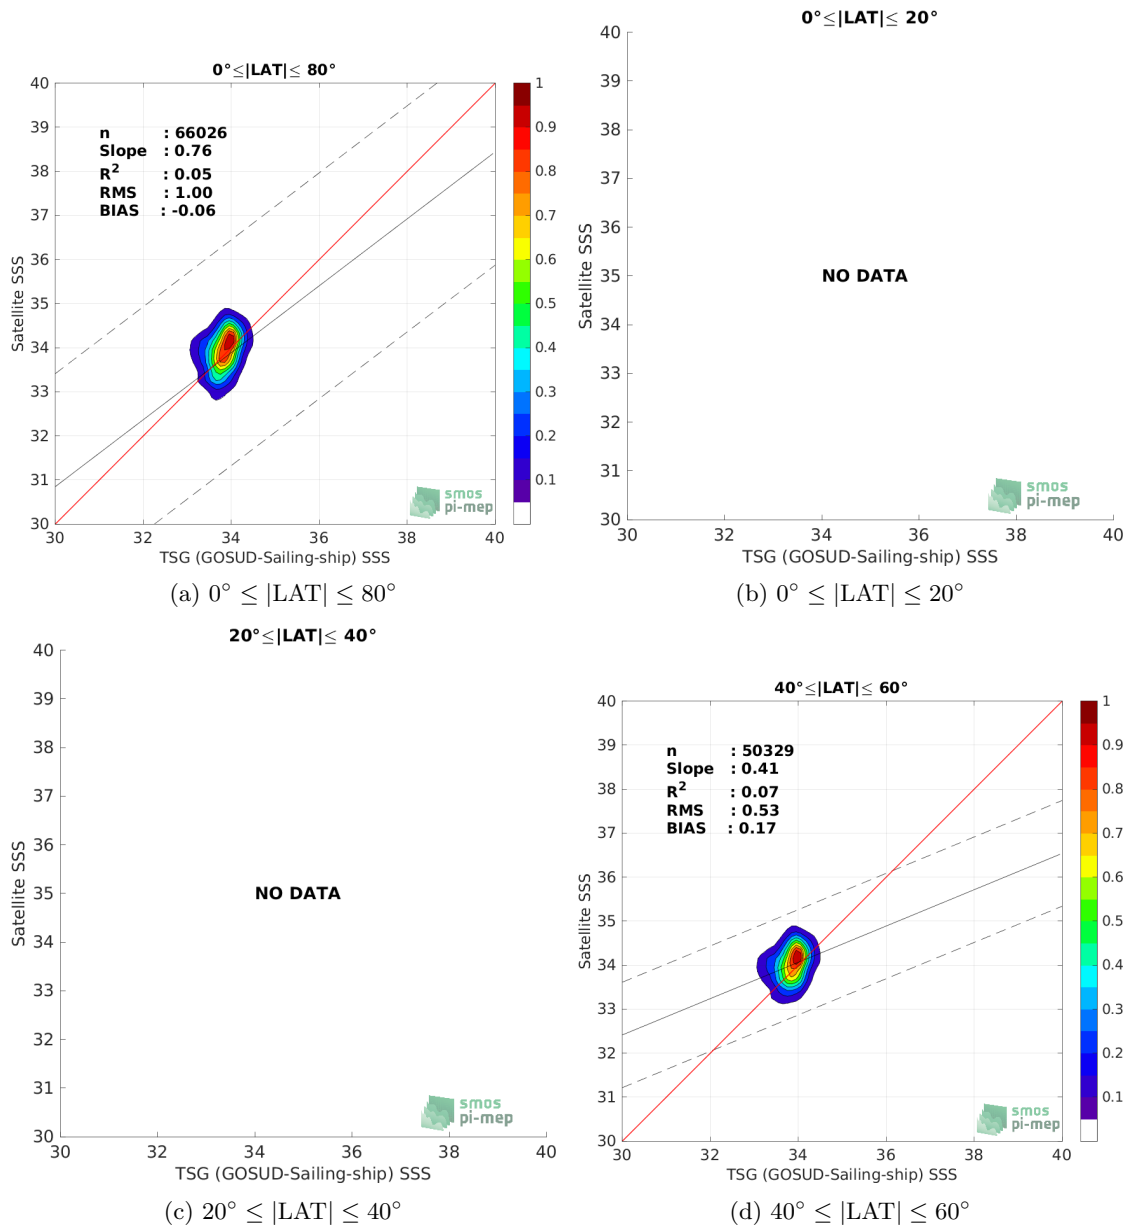 0°≤|LAT|≤ 80°
40
39
38
37
36
35
34
33
32
31
30
Satellite SSS
n : 66026
Slope : 0.76
R² : 0.05
RMS : 1.00
BIAS : -0.06
smos
pi-mep
30 32 34 36 38 40
TSG (GOSUD-Sailing-ship) SSS
1
0.9
0.8
0.7
0.6
0.5
0.4
0.3
0.2
0.1
(a) 0° ≤ |LAT| ≤ 80°
0°≤|LAT|≤ 20°
40
39
38
37
36
35
34
33
32
31
30
Satellite SSS
NO DATA
smos
pi-mep
30 32 34 36 38 40
TSG (GOSUD-Sailing-ship) SSS
(b) 0° ≤ |LAT| ≤ 20°
20°≤|LAT|≤ 40°
40
39
38
37
36
35
34
33
32
31
30
Satellite SSS
NO DATA
smos
pi-mep
30 32 34 36 38 40
TSG (GOSUD-Sailing-ship) SSS
(c) 20° ≤ |LAT| ≤ 40°
40°≤|LAT|≤ 60°
40
39
38
37
36
35
34
33
32
31
30
Satellite SSS
n : 50329
Slope : 0.41
R² : 0.07
RMS : 0.53
BIAS : 0.17
smos
pi-mep
30 32 34 36 38 40
TSG (GOSUD-Sailing-ship) SSS
1
0.9
0.8
0.7
0.6
0.5
0.4
0.3
0.2
0.1
(d) 40° ≤ |LAT| ≤ 60°